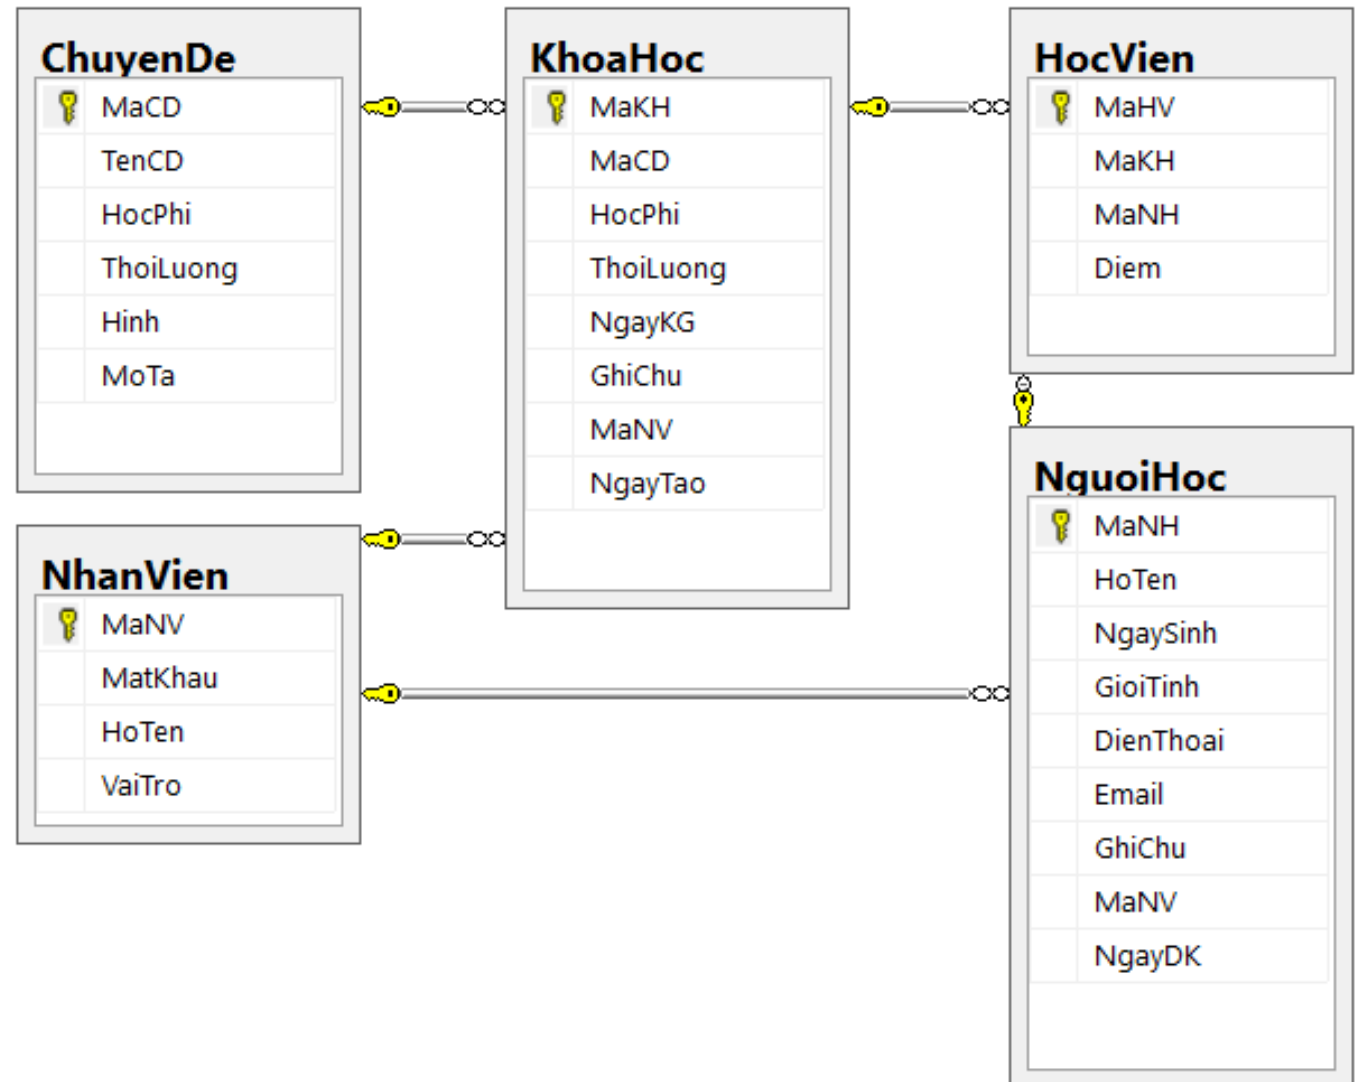 ChuyenDe
MaCD
TenCD
HocPhi
ThoiLuong
Hinh
MoTa
KhoaHoc
MaKH
MaCD
HocPhi
ThoiLuong
NgayKG
GhiChu
MaNV
NgayTao
HocVien
MaHV
MaKH
MaNH
Diem
NhanVien
MaNV
MatKhau
HoTen
VaiTro
NguoiHoc
MaNH
HoTen
NgaySinh
GioiTinh
DienThoai
Email
GhiChu
MaNV
NgayDK